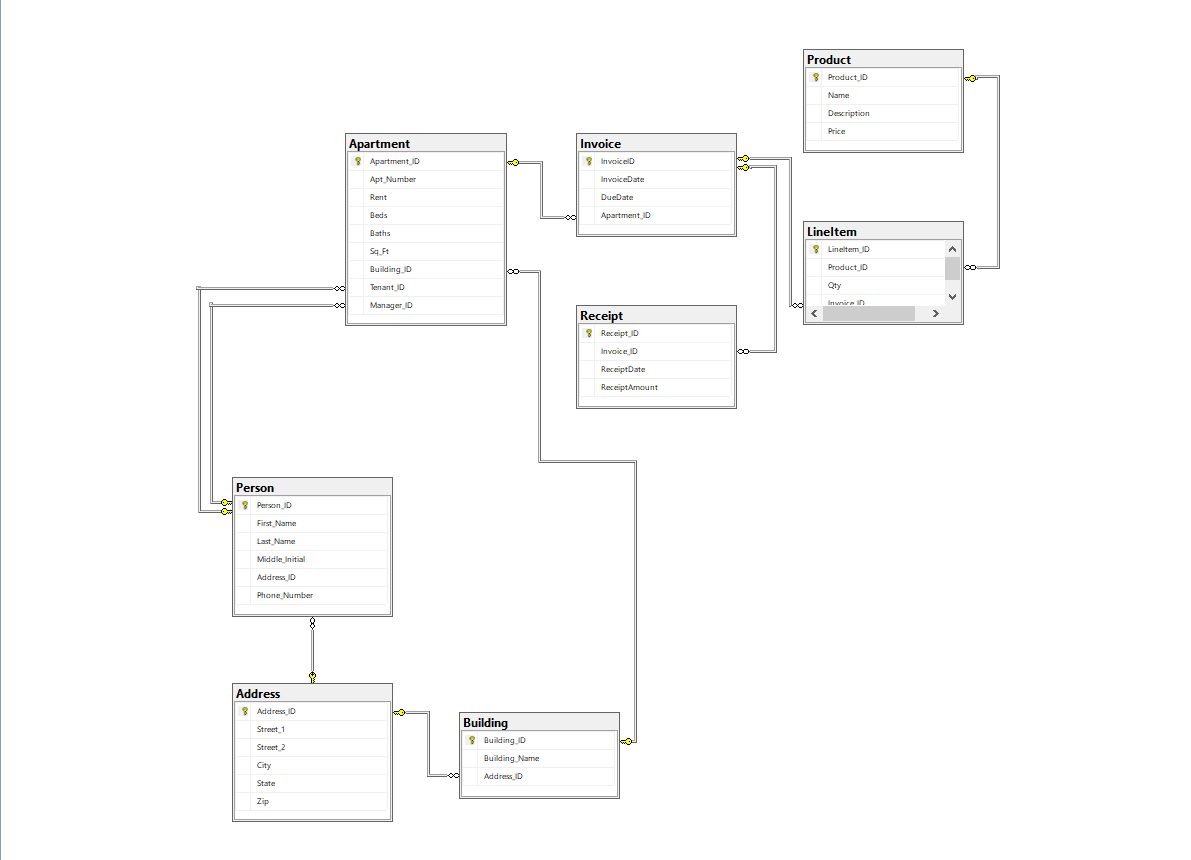 Product
Product_ID
Name
Description
Price
Apartment
Apartment_ID
Apt_Number
Rent
Beds
Baths
Sq_Ft
Building_ID
Tenant_ID
Manager_ID
Invoice
InvoiceID
InvoiceDate
DueDate
Apartment_ID
LineItem
LineItem_ID
Product_ID
Qty
Invoice_ID
Receipt
Receipt_ID
Invoice_ID
ReceiptDate
ReceiptAmount
Person
Person_ID
First_Name
Last_Name
Middle_Initial
Address_ID
Phone_Number
Address
Address_ID
Street_1
Street_2
City
State
Zip
Building
Building_ID
Building_Name
Address_ID